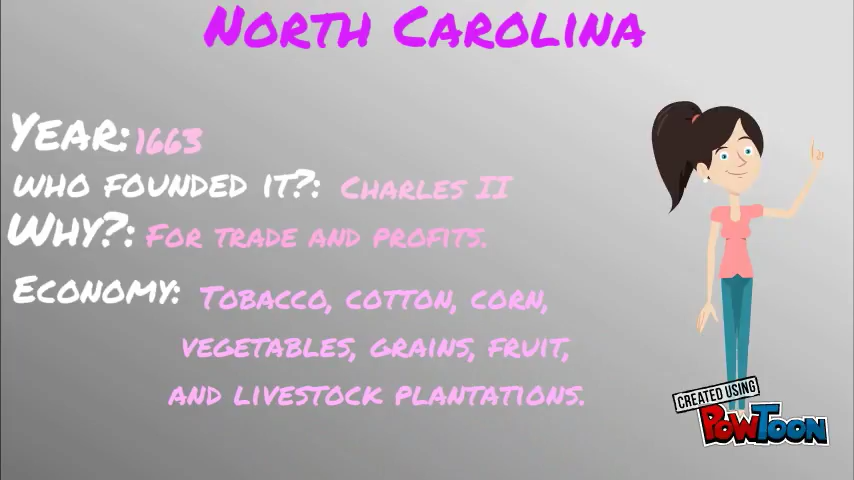 North Carolina
Year: 1663
who founded it?: Charles II
Why?: For trade and profits.
Economy: Tobacco, cotton, corn,
vegetables, grains, fruit,
and livestock plantations.
CREATED USING
POWTOON